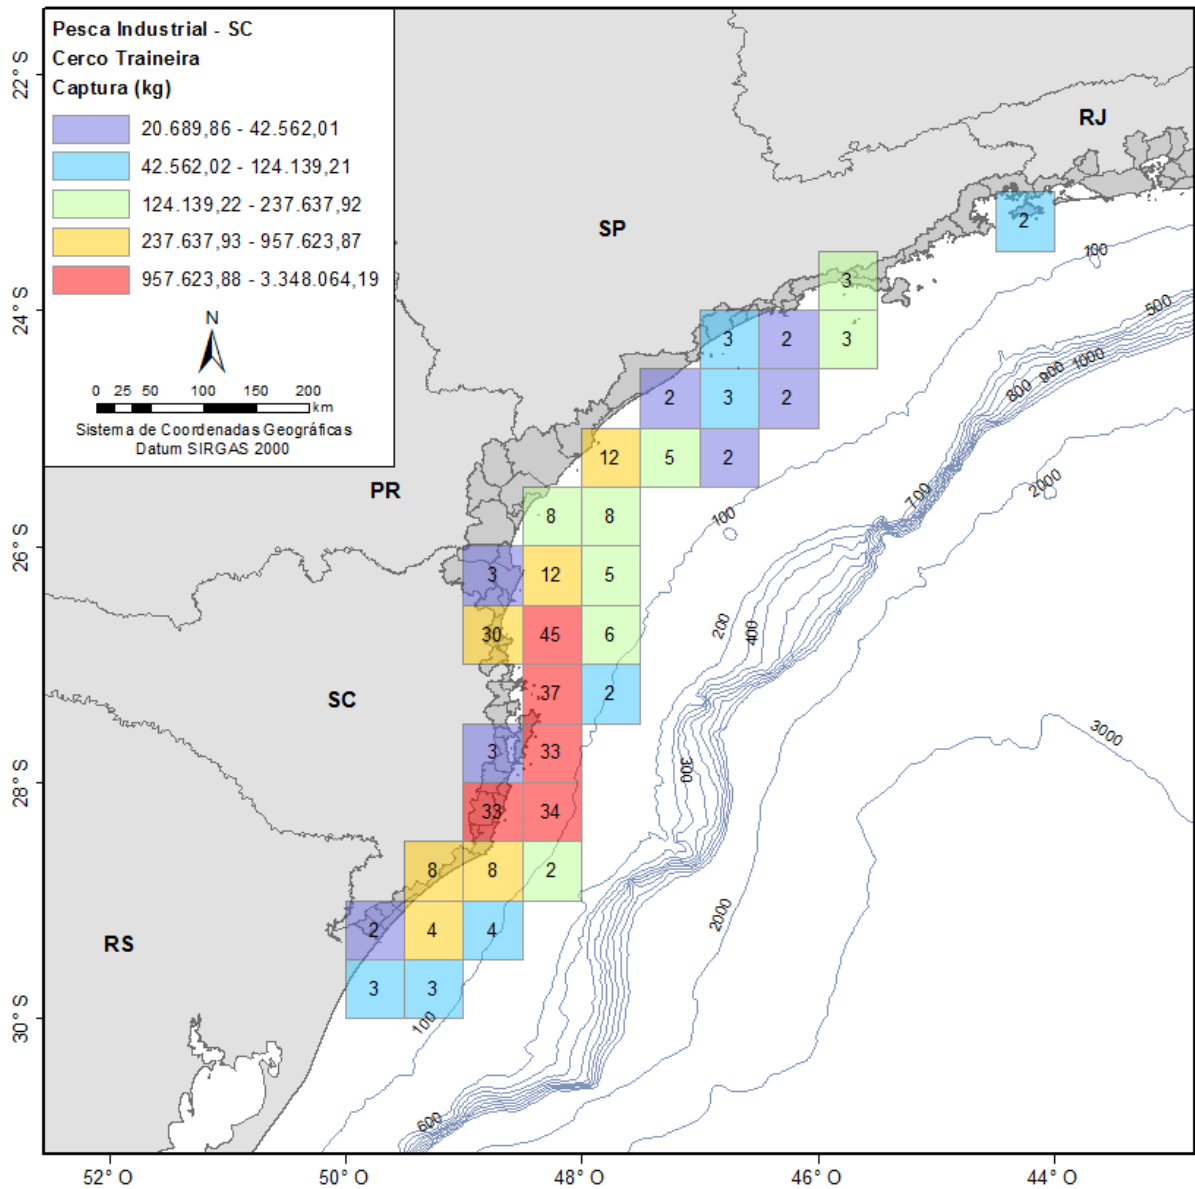 Pesca Industrial - SC
Cerco Traineira
Captura (kg)
20.689,86 - 42.562,01
42.562,02 - 124.139,21
124.139,22 - 237.637,92
237.637,93 - 957.623,87
957.623,88 - 3.348.064,19
N
0 25 50 100 150 200
km
Sistema de Coordenadas Geográficas
Datum SIRGAS 2000
22° S
24° S
26° S
28° S
30° S
RJ
SP
PR
SC
RS
2
100
3
500
3 2 3
1000
900
800
2 3 2
12 5 2
2000
700
100
8 8
3 12 5
200
400
30 45 6
37 2
3000
3 33
300
33 34
8 8 2
2000
2 4 4
3 3
100
600
52° O 50° O 48° O 46° O 44° O